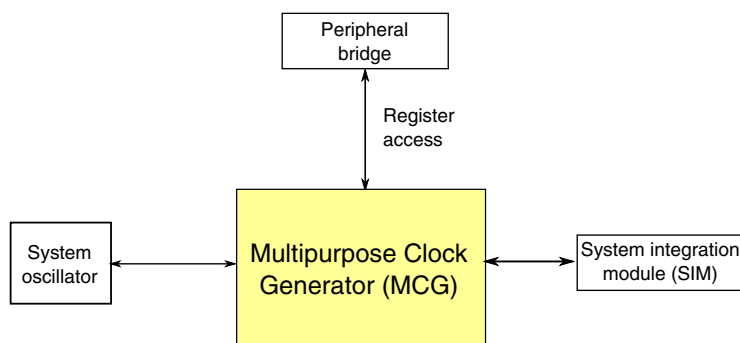 Peripheral
bridge
Register
access
System
oscillator
Multipurpose Clock
Generator (MCG)
System integration
module (SIM)